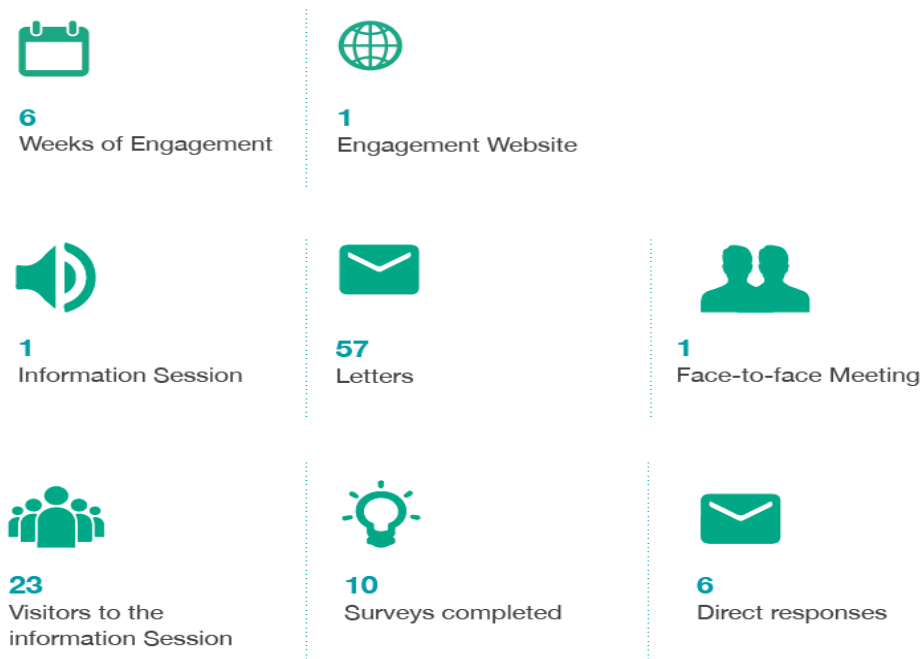 6
Weeks of Engagement
1
Engagement Website
1
Information Session
57
Letters
1
Face-to-face Meeting
23
Visitors to the
information Session
10
Surveys completed
6
Direct responses